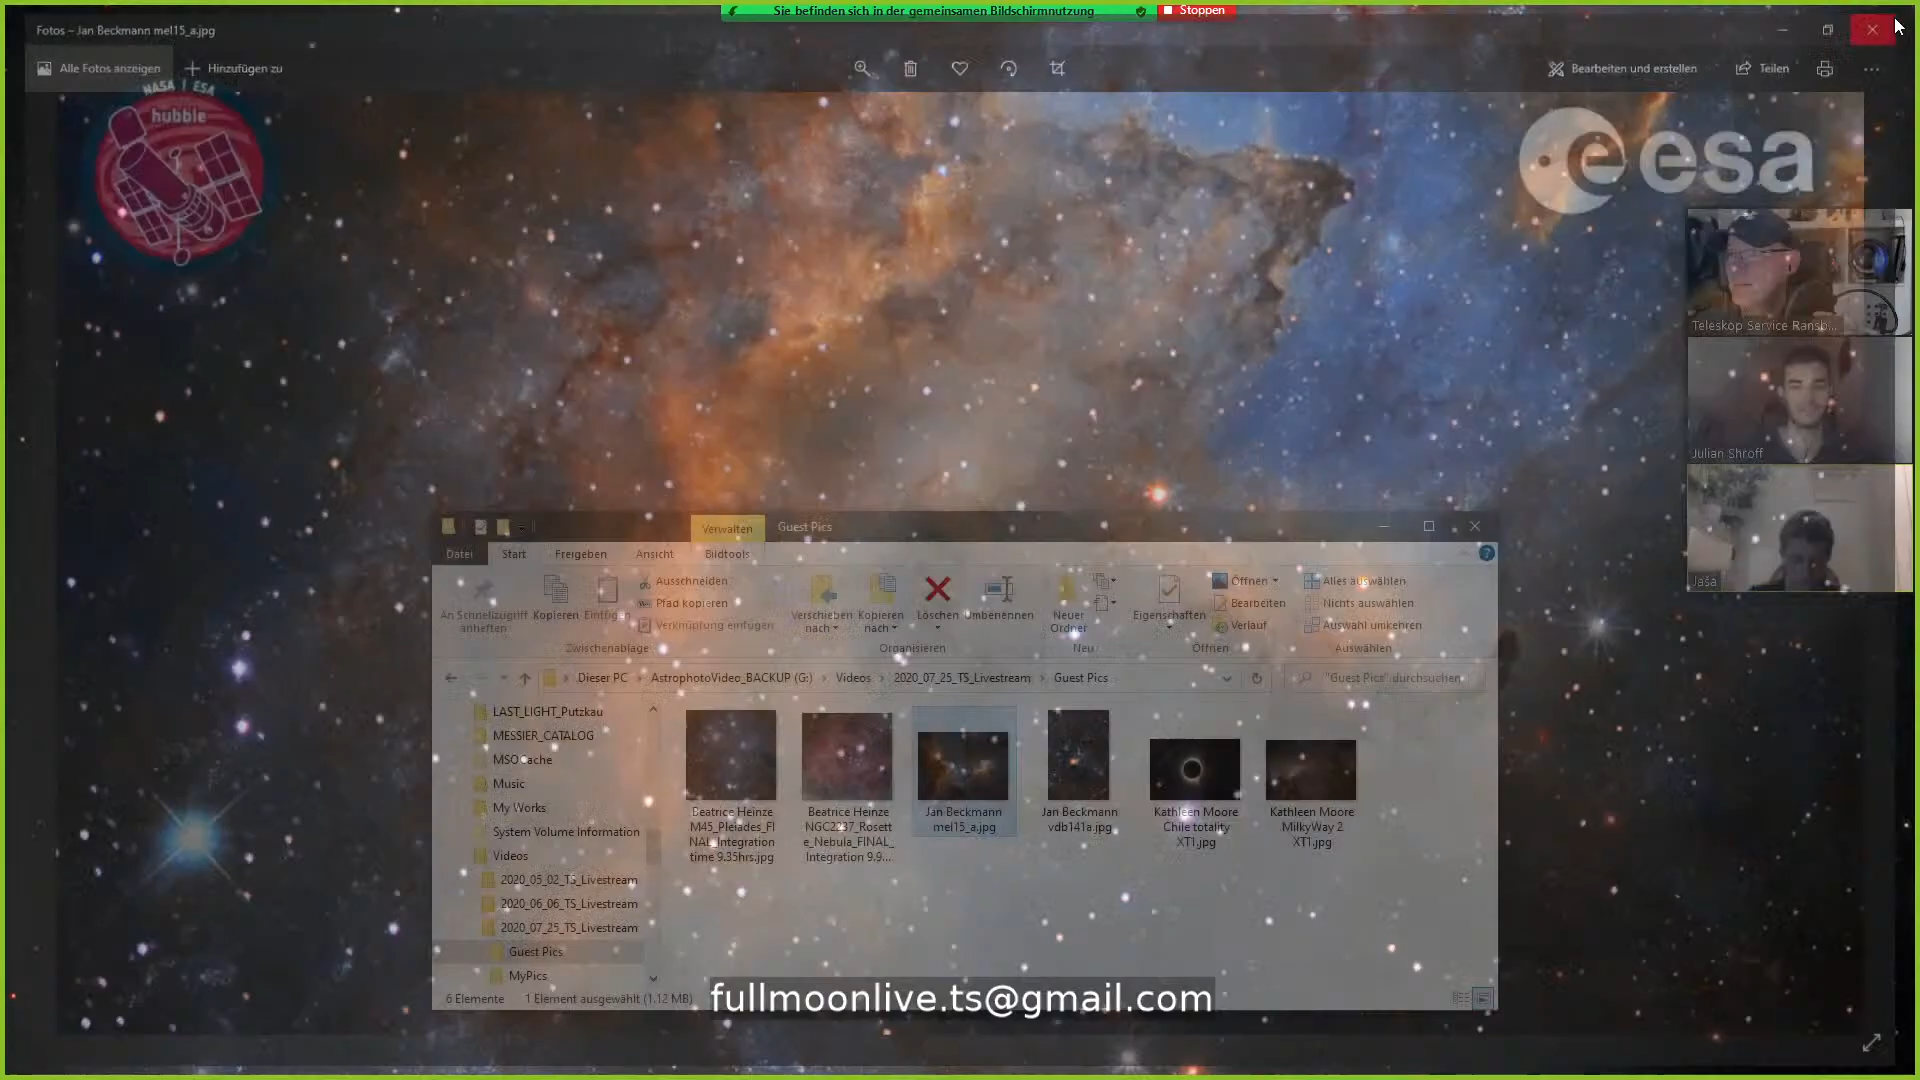 Sie befinden sich in der gemeinsamen Bildschirmnutzung
Stoppen
Fotos – Jan Beckmann mel15_a.jpg
Alle Fotos anzeigen
Hinzufügen zu
Bearbeiten und erstellen
Teilen
NASA | ESA
hubble
esa
Teleskop Service Ransb...
Julian Shroff
Jaša
Verwalten
Guest Pics
Datei
Start
Freigeben
Ansicht
Bildtools
An Schnellzugriff anheften
Kopieren
Einfügen
Ausschneiden
Pfad kopieren
Verknüpfung einfügen
Zwischenablage
Verschieben nach
Kopieren nach
Löschen
Umbenennen
Organisieren
Neuer Ordner
Neu
Eigenschaften
Öffnen
Bearbeiten
Verlauf
Öffnen
Alles auswählen
Nichts auswählen
Auswahl umkehren
Auswählen
Dieser PC
AstrophotoVideo_BACKUP (G:)
Videos
2020_07_25_TS_Livestream
Guest Pics
"Guest Pics" durchsuchen
LAST_LIGHT_Putzkau
MESSIER_CATALOG
MSOCache
Music
My Works
System Volume Information
Videos
2020_05_02_TS_Livestream
2020_06_06_TS_Livestream
2020_07_25_TS_Livestream
Guest Pics
MyPics
Beatrice Heinze
M45_Pleiades_FI
NAL_Integration
time 9.35hrs.jpg
Beatrice Heinze
NGC2237_Rosett
e_Nebula_FINAL_
Integration 9.9...
Jan Beckmann
mel15_a.jpg
Jan Beckmann
vdb141a.jpg
Kathleen Moore
Chile totality
XT1.jpg
Kathleen Moore
MilkyWay 2
XT1.jpg
6 Elemente
1 Element ausgewählt (1.12 MB)
fullmoonlive.ts@gmail.com